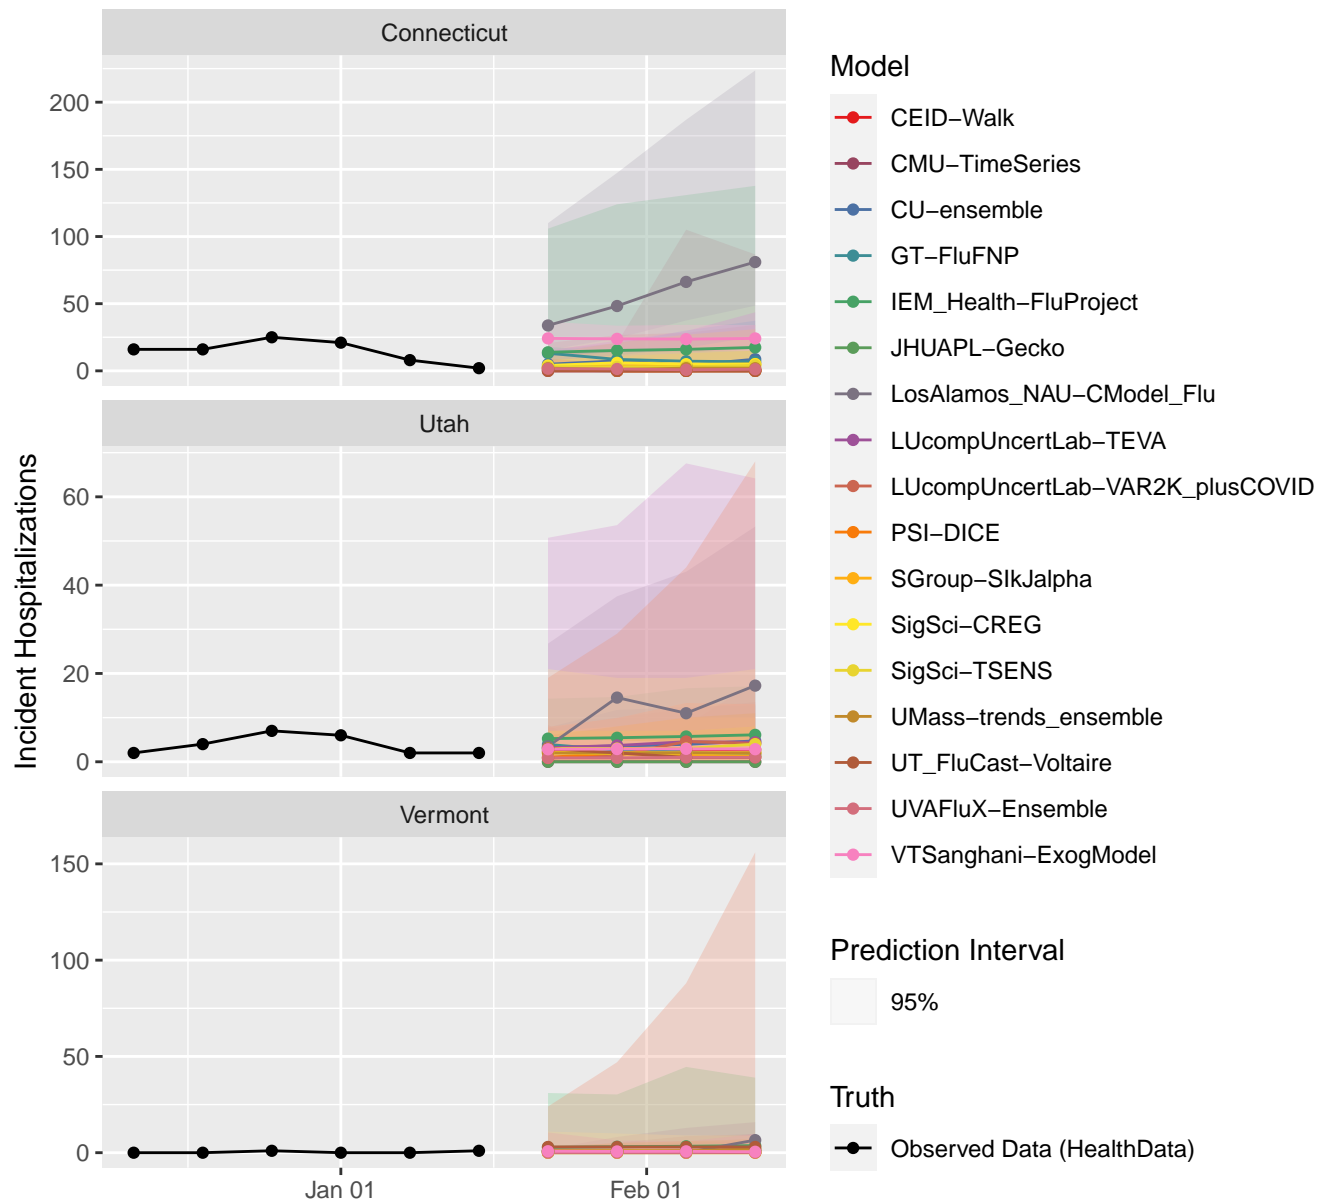 Connecticut
200
150
100
50
0
Utah
60
40
20
0
Vermont
150
100
50
0
Jan 01
Feb 01
Incident Hospitalizations
Model
CEID−Walk
CMU−TimeSeries
CU−ensemble
GT−FluFNP
IEM_Health−FluProject
JHUAPL−Gecko
LosAlamos_NAU−CModel_Flu
LUcompUncertLab−TEVA
LUcompUncertLab−VAR2K_plusCOVID
PSI−DICE
SGroup−SIkJalpha
SigSci−CREG
SigSci−TSENS
UMass−trends_ensemble
UT_FluCast−Voltaire
UVAFluX−Ensemble
VTSanghani−ExogModel
Prediction Interval
95%
Truth
Observed Data (HealthData)